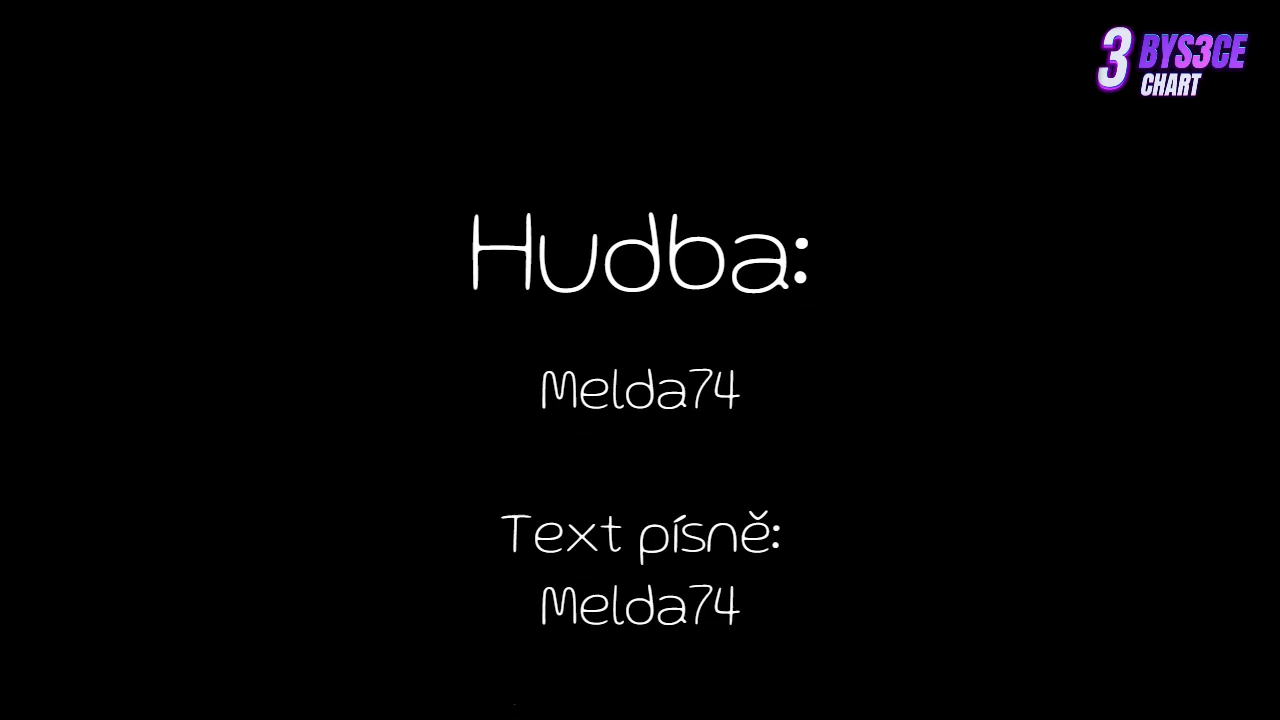 3 BYS3CE
CHART
Hudba:
Melda74
Text písně:
Melda74